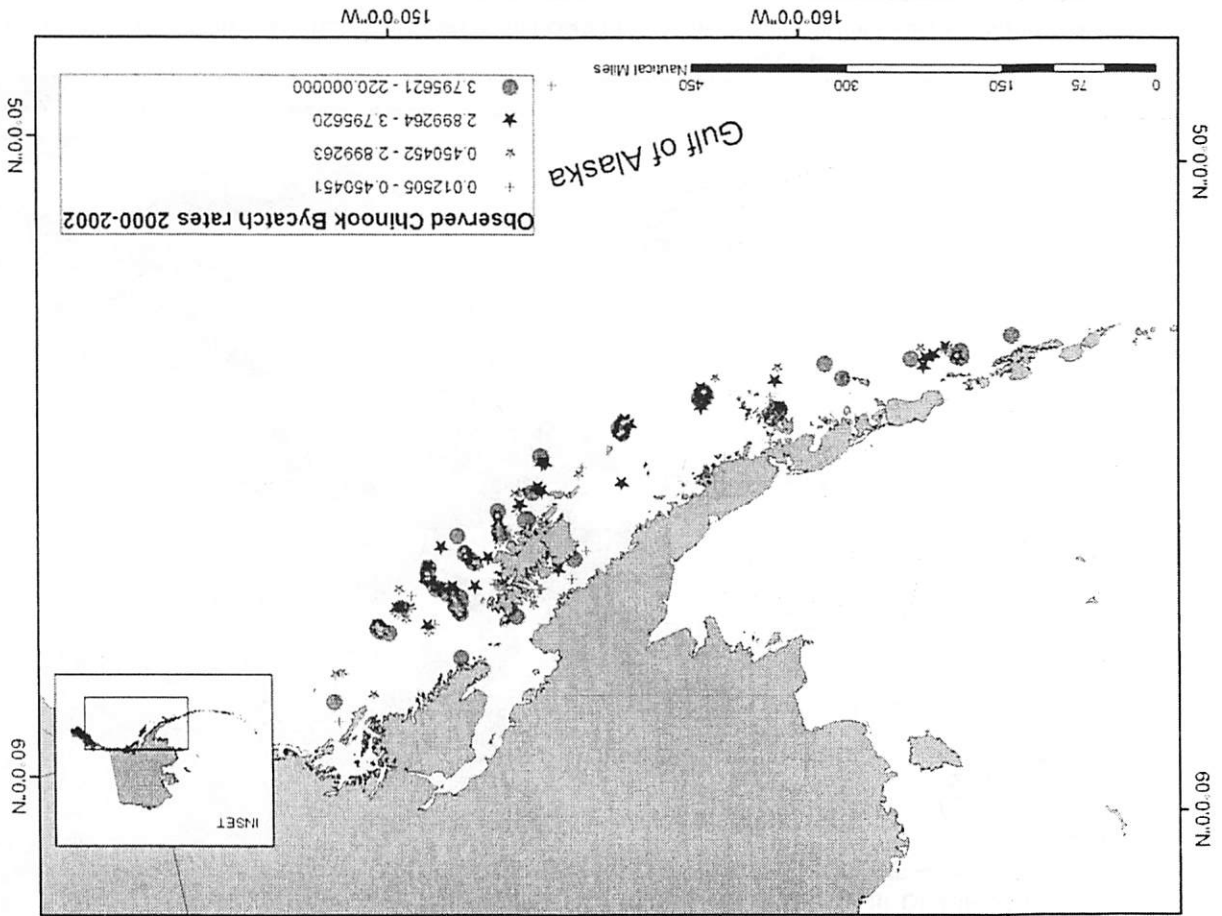 INSET
60°0'0"N
60°0'0"N
Gulf of Alaska
50°0'0"N
50°0'0"N
Observed Chinook Bycatch rates 2000-2002
0.012505 - 0.450451
0.450452 - 2.899263
2.899264 - 3.795620
3.795621 - 220.000000
0 75 150 300 450
Nautical Miles
160°0'0"W
150°0'0"W